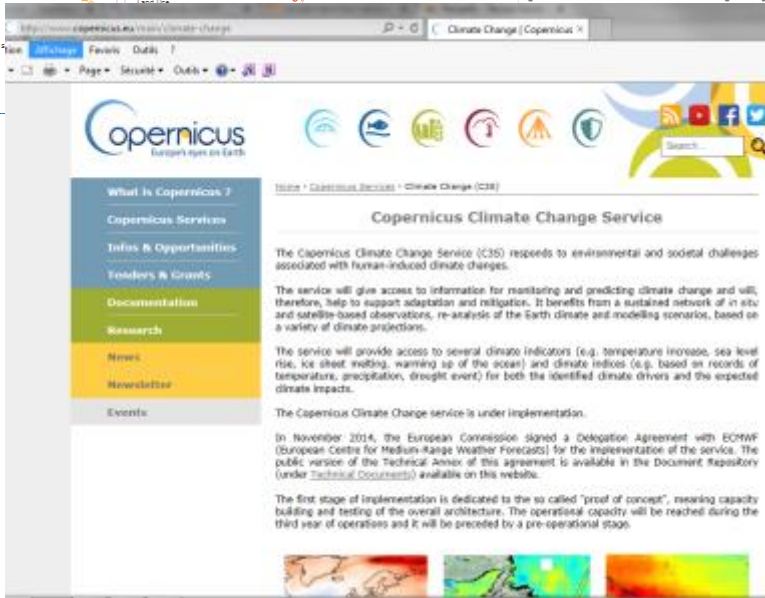 http://www.copernicus.eu/main/climate-change
Climate Change | Copernicus ×
Affichage Favoris Outils ?
Page Sécurité Outils
Copernicus
Europe's eyes on Earth
Search...
What is Copernicus ?
Copernicus Services
Infos & Opportunities
Tenders & Grants
Documentation
Research
News
Newsletter
Events
Home › Copernicus Services › Climate Change (C3S)
Copernicus Climate Change Service
The Copernicus Climate Change Service (C3S) responds to environmental and societal challenges
associated with human-induced climate changes.
The service will give access to information for monitoring and predicting climate change and will,
therefore, help to support adaptation and mitigation. It benefits from a sustained network of in situ
and satellite-based observations, re-analysis of the Earth climate and modelling scenarios, based on
a variety of climate projections.
The service will provide access to several climate indicators (e.g. temperature increase, sea level
rise, ice sheet melting, warming up of the ocean) and climate indices (e.g. based on records of
temperature, precipitation, drought event) for both the identified climate drivers and the expected
climate impacts.
The Copernicus Climate Change service is under implementation.
In November 2014, the European Commission signed a Delegation Agreement with ECMWF
(European Centre for Medium-Range Weather Forecasts) for the implementation of the service. The
public version of the Technical Annex of this agreement is available in the Document Repository
(under Technical Documents) available on this website.
The first stage of implementation is dedicated to the so called "proof of concept", meaning capacity
building and testing of the overall architecture. The operational capacity will be reached during the
third year of operations and it will be preceded by a pre-operational stage.